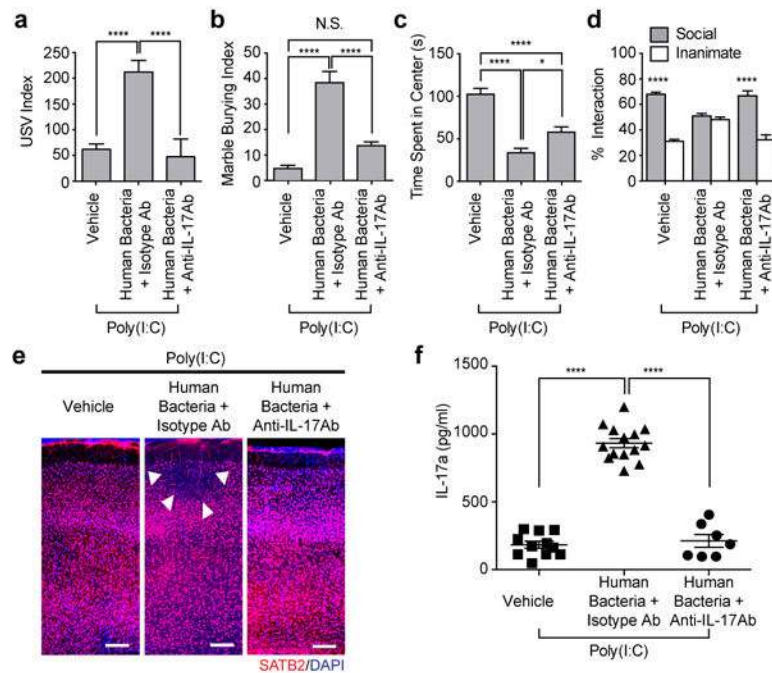 a
USV Index
250
200
150
100
50
0
****
****
Vehicle
Human Bacteria
+ Isotype Ab
Human Bacteria
+ Anti-IL-17Ab
Poly(I:C)
b
Marble Burying Index
50
40
30
20
10
0
N.S.
****
****
Vehicle
Human Bacteria
+ Isotype Ab
Human Bacteria
+ Anti-IL-17Ab
Poly(I:C)
c
Time Spent in Center (s)
150
100
50
0
****
****
*
Vehicle
Human Bacteria
+ Isotype Ab
Human Bacteria
+ Anti-IL-17Ab
Poly(I:C)
d
Social
Inanimate
% Interaction
80
60
40
20
0
****
****
Vehicle
Human Bacteria
+ Isotype Ab
Human Bacteria
+ Anti-IL-17Ab
Poly(I:C)
e
Poly(I:C)
Vehicle
Human
Bacteria +
Isotype Ab
Human
Bacteria +
Anti-IL-17Ab
SATB2/DAPI
f
IL-17a (pg/ml)
1500
1000
500
0
****
****
Vehicle
Human
Bacteria +
Isotype Ab
Human
Bacteria +
Anti-IL-17Ab
Poly(I:C)